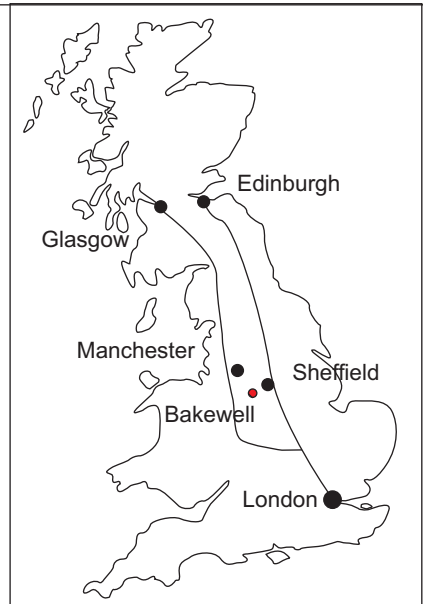 Edinburgh
Glasgow
Manchester
Sheffield
Bakewell
London